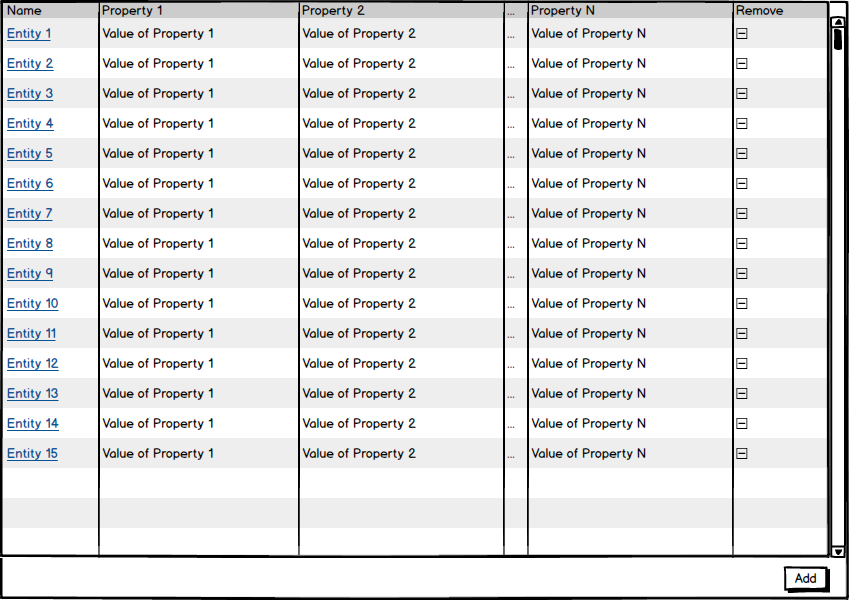 Name Property 1 Property 2 ... Property N Remove
Entity 1 Value of Property 1 Value of Property 2 ... Value of Property N
Entity 2 Value of Property 1 Value of Property 2 ... Value of Property N
Entity 3 Value of Property 1 Value of Property 2 ... Value of Property N
Entity 4 Value of Property 1 Value of Property 2 ... Value of Property N
Entity 5 Value of Property 1 Value of Property 2 ... Value of Property N
Entity 6 Value of Property 1 Value of Property 2 ... Value of Property N
Entity 7 Value of Property 1 Value of Property 2 ... Value of Property N
Entity 8 Value of Property 1 Value of Property 2 ... Value of Property N
Entity 9 Value of Property 1 Value of Property 2 ... Value of Property N
Entity 10 Value of Property 1 Value of Property 2 ... Value of Property N
Entity 11 Value of Property 1 Value of Property 2 ... Value of Property N
Entity 12 Value of Property 1 Value of Property 2 ... Value of Property N
Entity 13 Value of Property 1 Value of Property 2 ... Value of Property N
Entity 14 Value of Property 1 Value of Property 2 ... Value of Property N
Entity 15 Value of Property 1 Value of Property 2 ... Value of Property N
Add